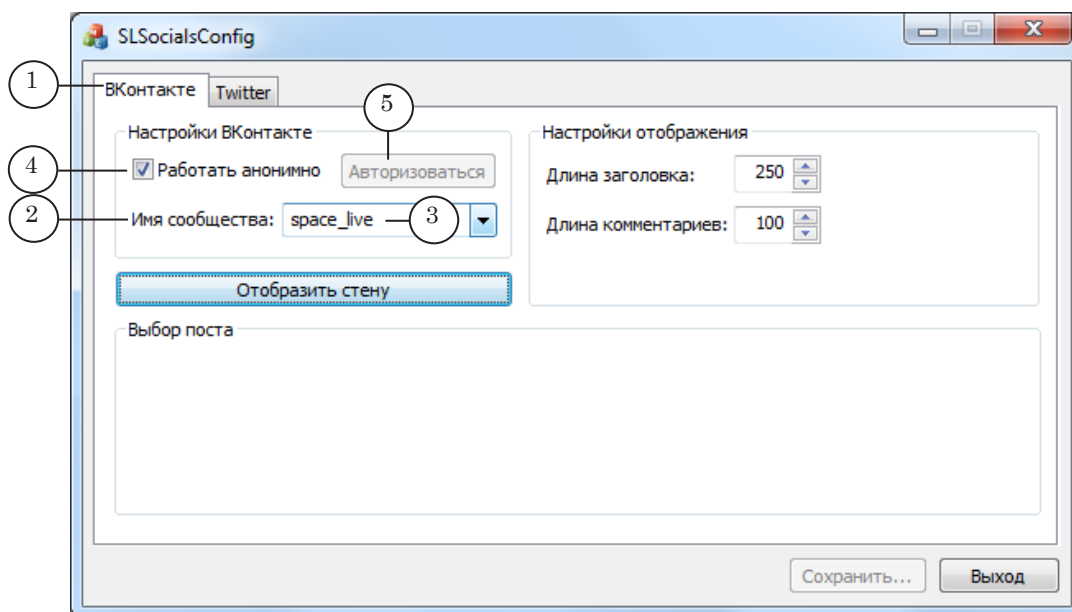 SLSocialsConfig
1
ВКонтакте Twitter
5
Настройки ВКонтакте
Настройки отображения
4
Работать анонимно Авторизоваться
Длина заголовка: 250
2
Имя сообщества: space_live 3
Длина комментариев: 100
Отобразить стену
Выбор поста
Сохранить... Выход